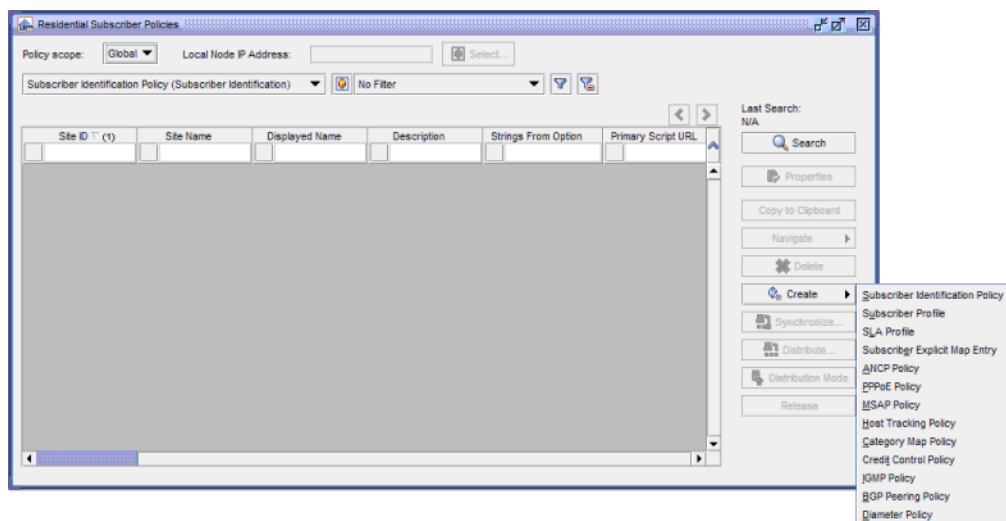 Residential Subscriber Policies
Policy scope: Global Local Node IP Address: Select...
Subscriber Identification Policy (Subscriber Identification) No Filter
Last Search:
N/A
Site ID (1) Site Name Displayed Name Description Strings From Option Primary Script URL
Search
Properties
Copy to Clipboard
Navigate
Delete
Create
Synchronize...
Distribute...
Distribution Mode
Release
Subscriber Identification Policy
Subscriber Profile
SLA Profile
Subscriber Explicit Map Entry
ANCP Policy
PPPoE Policy
MSAP Policy
Host Tracking Policy
Category Map Policy
Credit Control Policy
IGMP Policy
BGP Peering Policy
Diameter Policy